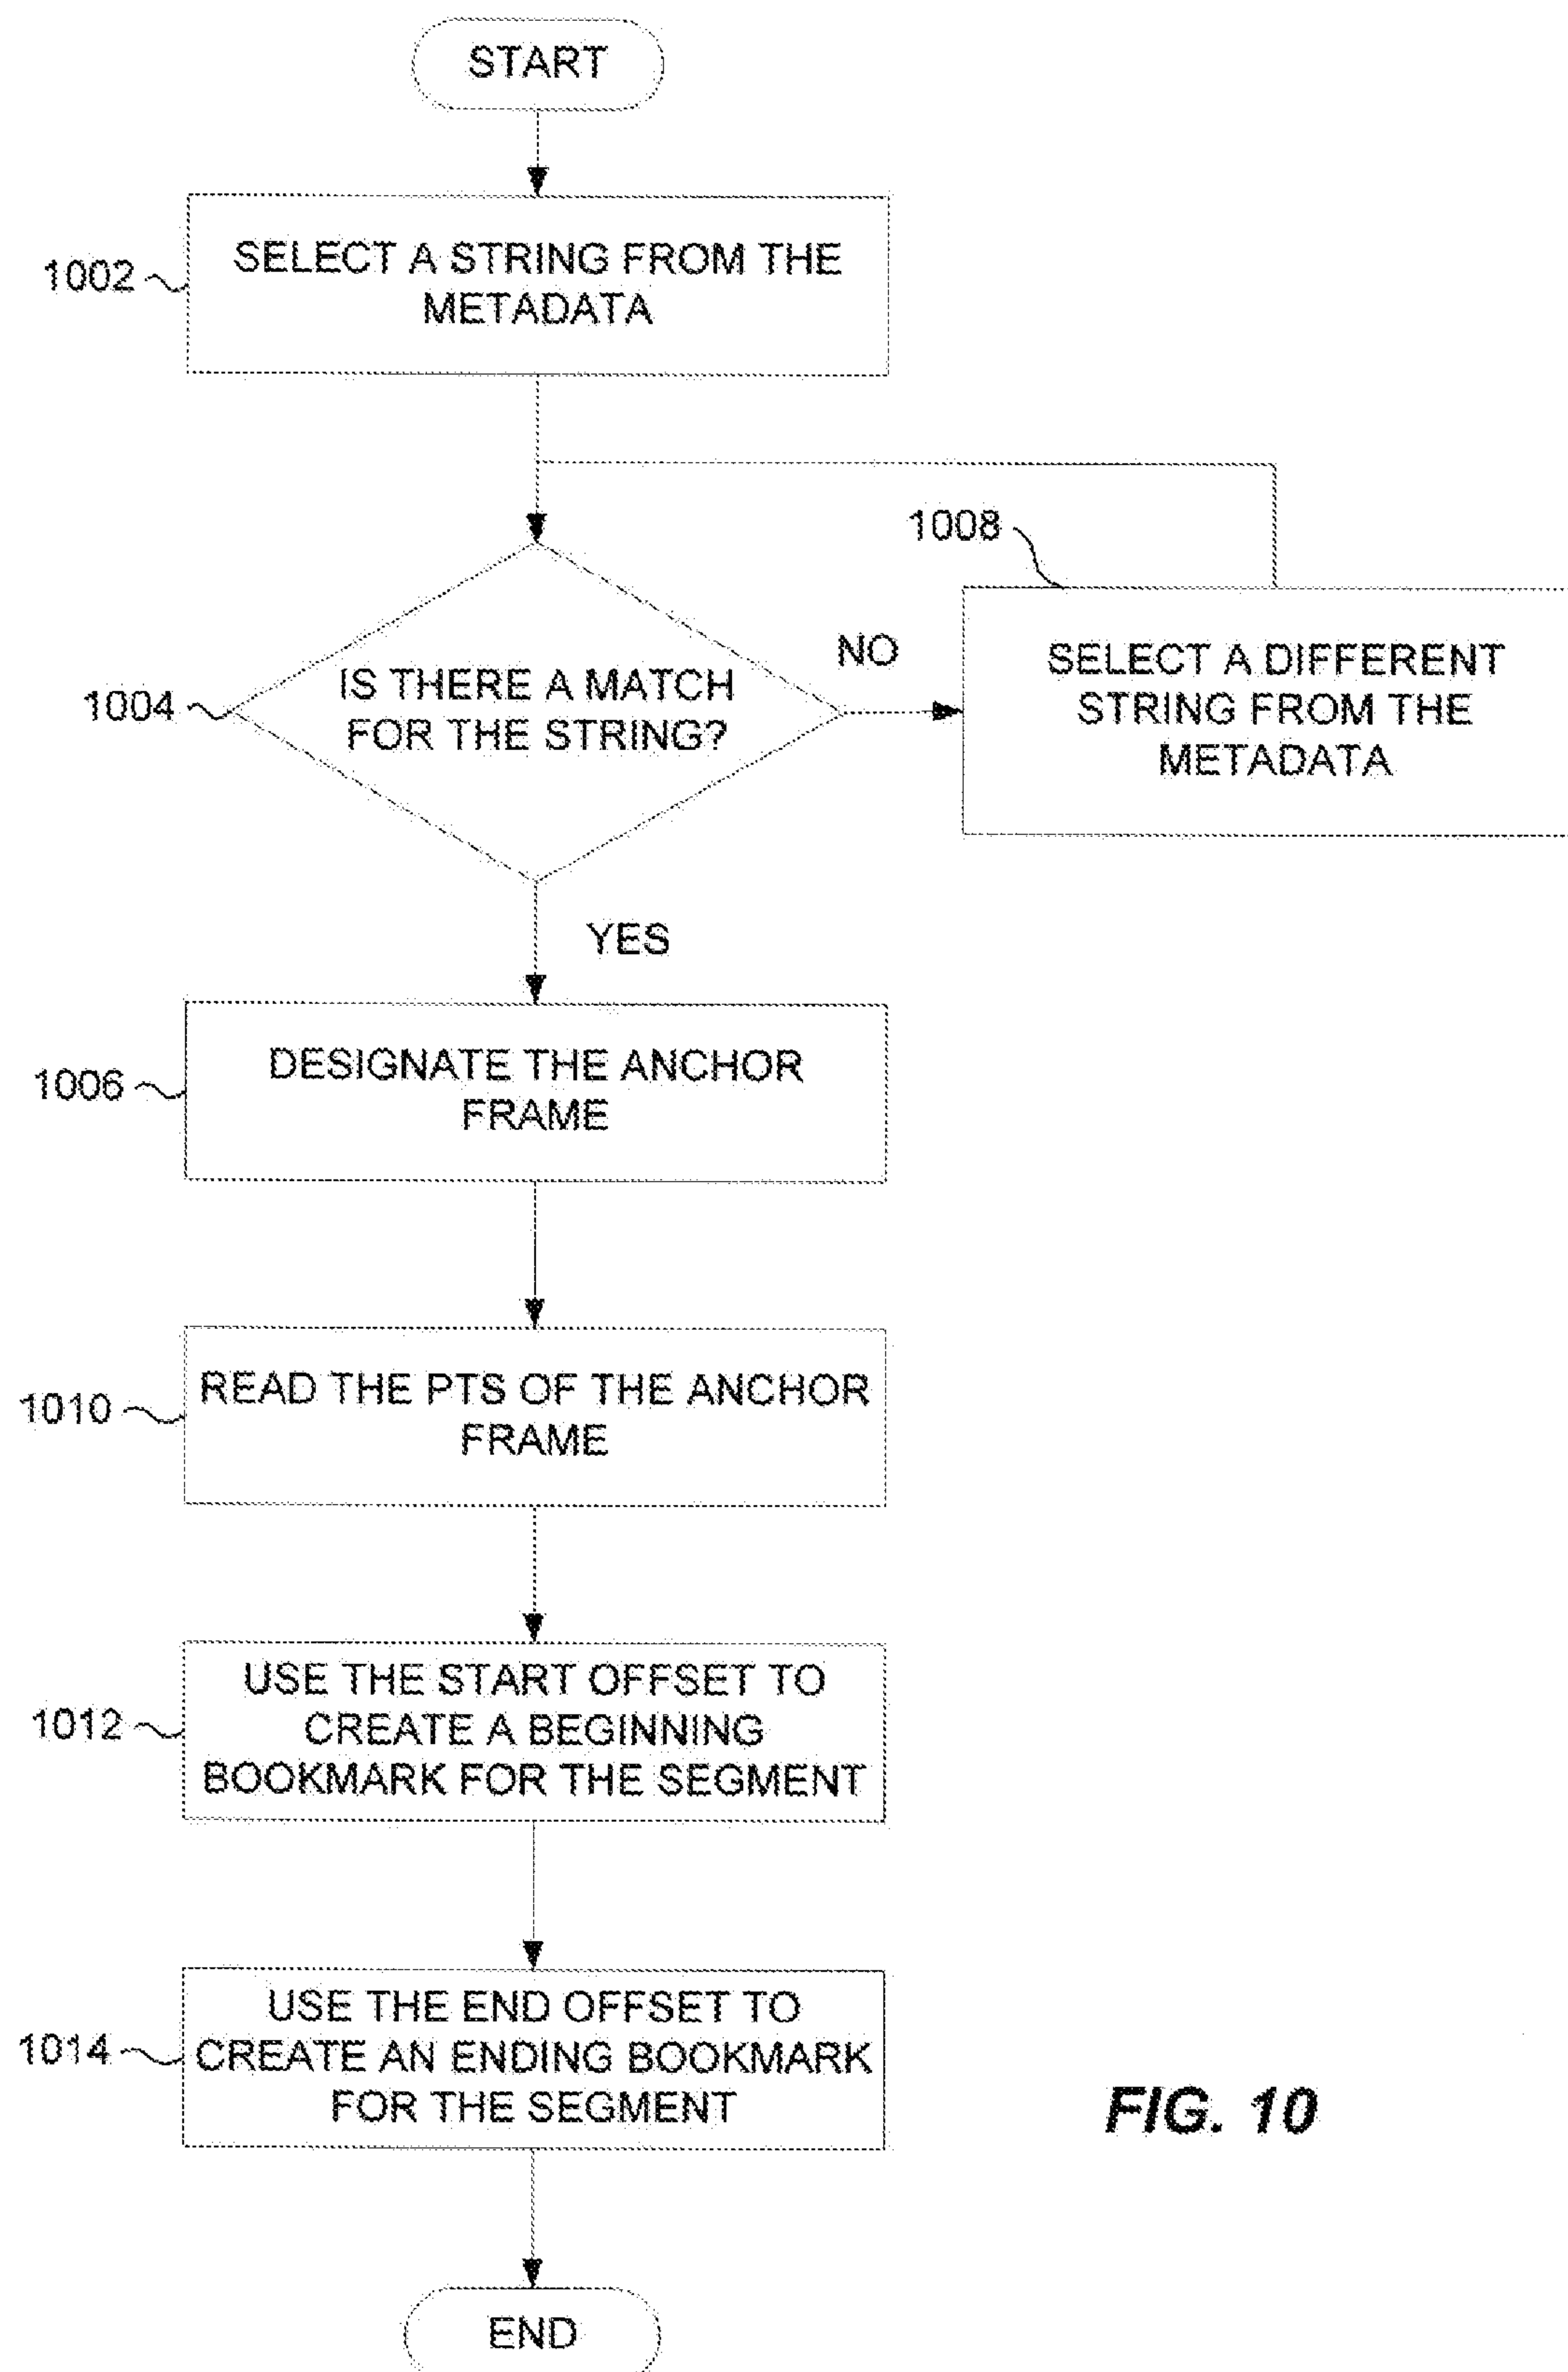 START
1002
SELECT A STRING FROM THE
METADATA
1008
1004
IS THERE A MATCH
FOR THE STRING?
NO
SELECT A DIFFERENT
STRING FROM THE
METADATA
YES
1006
DESIGNATE THE ANCHOR
FRAME
1010
READ THE PTS OF THE ANCHOR
FRAME
1012
USE THE START OFFSET TO
CREATE A BEGINNING
BOOKMARK FOR THE SEGMENT
1014
USE THE END OFFSET TO
CREATE AN ENDING BOOKMARK
FOR THE SEGMENT
FIG. 10
END